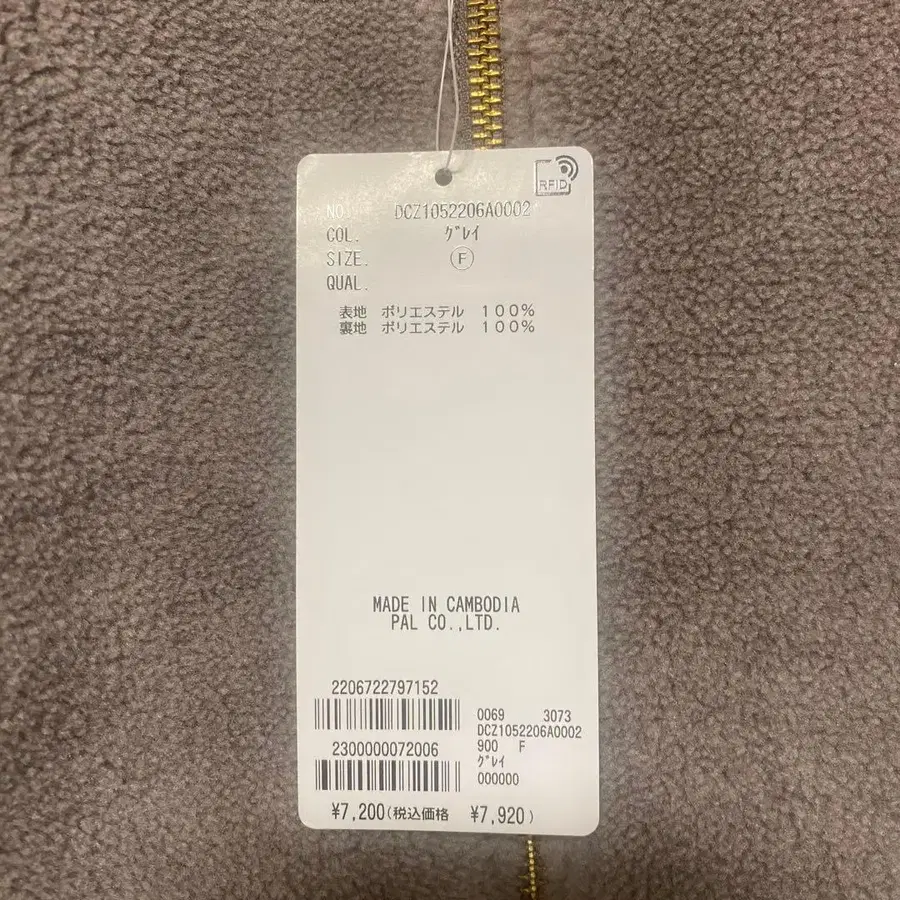 RFID
NO. DCZ1052206A0002
COL. グレイ
SIZE. Ⓕ
QUAL.
表地 ポリエステル 100%
裏地 ポリエステル 100%
MADE IN CAMBODIA
PAL CO.,LTD.
2206722797152
2300000072006
0069 3073
DCZ1052206A0002
900 F
グレイ
000000
¥7,200(税込価格 ¥7,920)